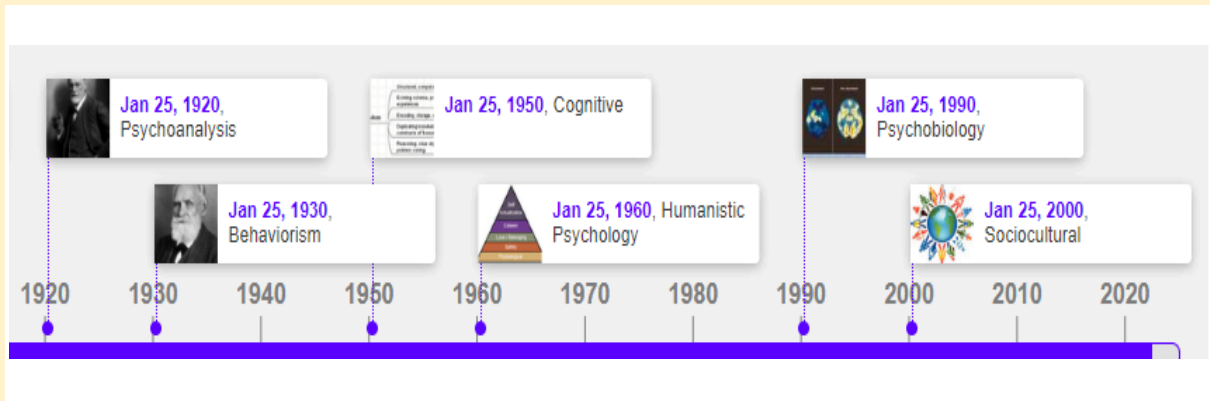 Jan 25, 1920,
Psychoanalysis
Jan 25, 1950, Cognitive
Jan 25, 1990,
Psychobiology
Jan 25, 1930,
Behaviorism
Jan 25, 1960, Humanistic
Psychology
Jan 25, 2000,
Sociocultural
1920 1930 1940 1950 1960 1970 1980 1990 2000 2010 2020